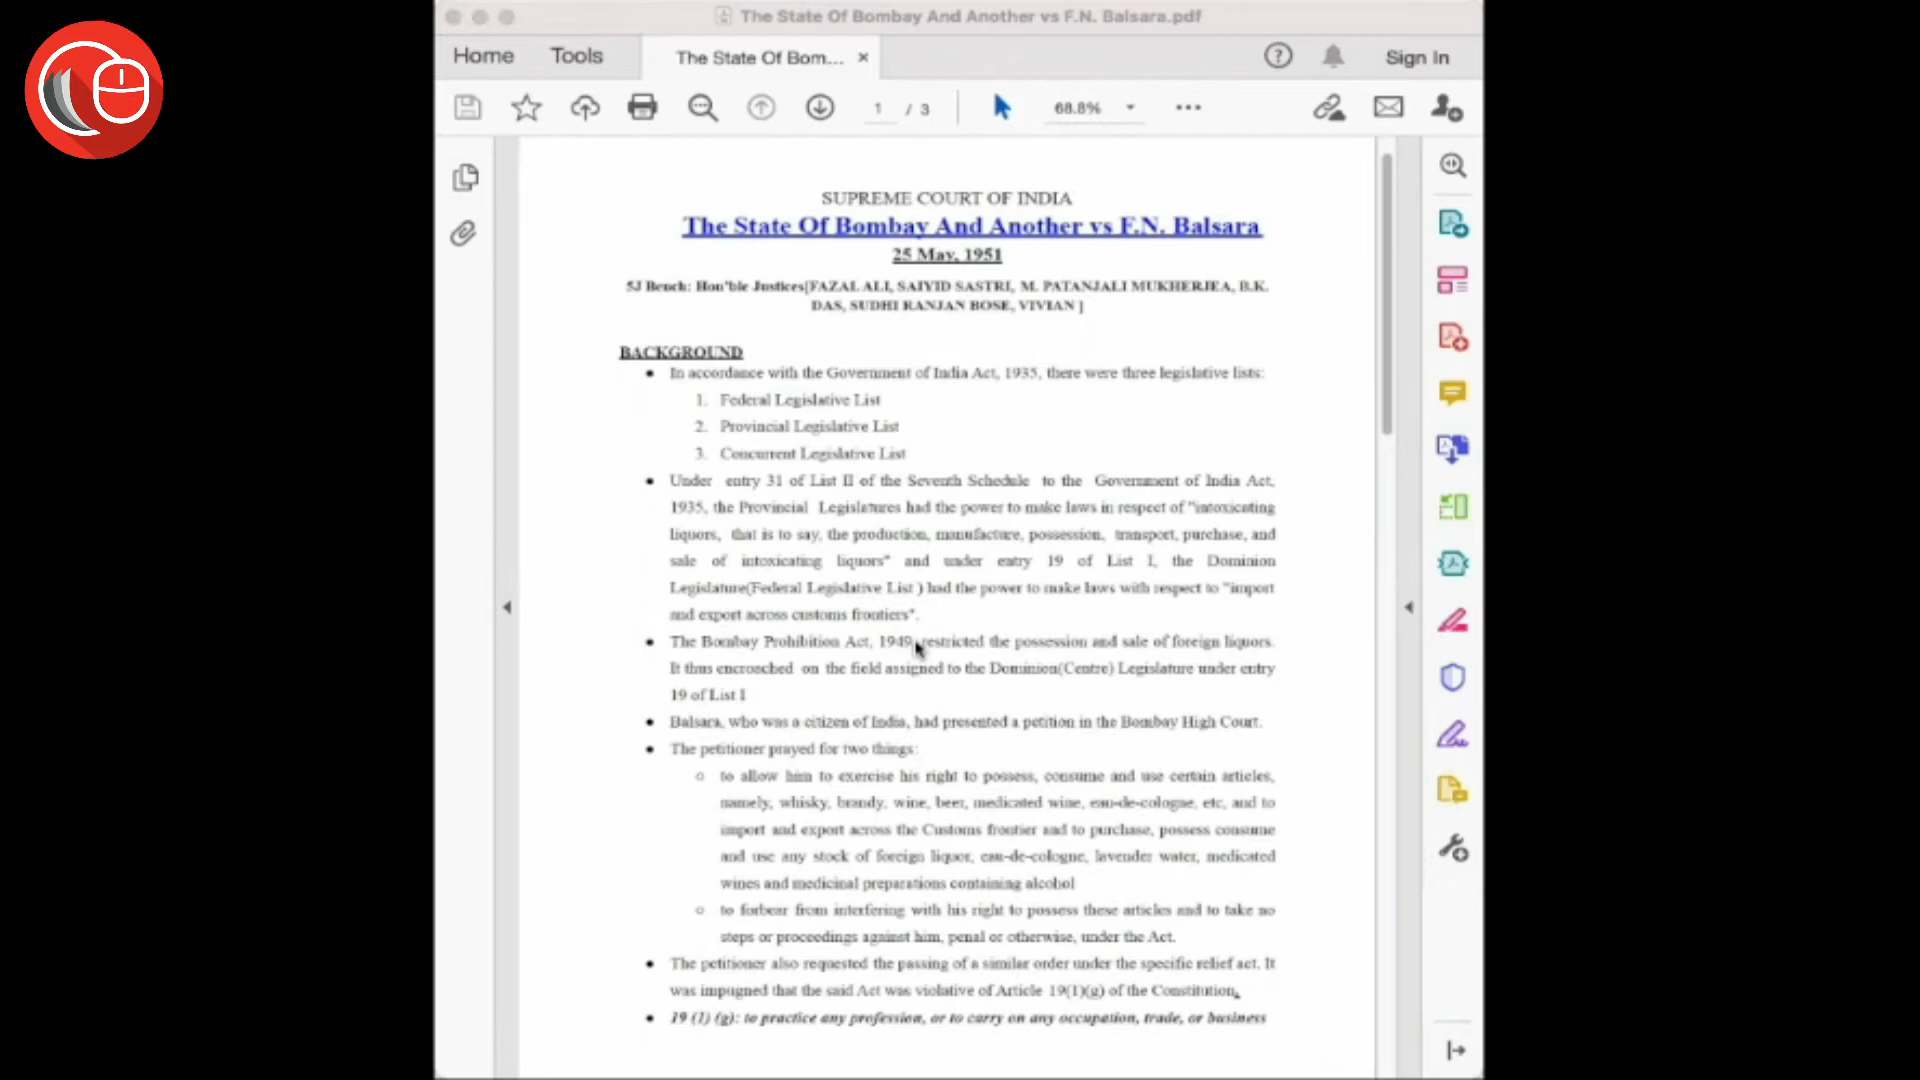 The State Of Bombay And Another vs F.N. Balsara.pdf
Home Tools The State Of Bom... × Sign In
1 / 3 68.8%
SUPREME COURT OF INDIA
The State Of Bombay And Another vs F.N. Balsara
25 May, 1951
5J Bench: Hon'ble Justices[FAZAL ALI, SAIYID SASTRI, M. PATANJALI MUKHERJEA, B.K.
DAS, SUDHI RANJAN BOSE, VIVIAN ]
BACKGROUND
• In accordance with the Government of India Act, 1935, there were three legislative lists:
1. Federal Legislative List
2. Provincial Legislative List
3. Concurrent Legislative List
• Under entry 31 of List II of the Seventh Schedule to the Government of India Act,
1935, the Provincial Legislatures had the power to make laws in respect of "intoxicating
liquors, that is to say, the production, manufacture, possession, transport, purchase, and
sale of intoxicating liquors" and under entry 19 of List I, the Dominion
Legislature(Federal Legislative List ) had the power to make laws with respect to "import
and export across customs frontiers".
• The Bombay Prohibition Act, 1949, restricted the possession and sale of foreign liquors.
It thus encroached on the field assigned to the Dominion(Centre) Legislature under entry
19 of List I
• Balsara, who was a citizen of India, had presented a petition in the Bombay High Court.
• The petitioner prayed for two things:
o to allow him to exercise his right to possess, consume and use certain articles,
namely, whisky, brandy, wine, beer, medicated wine, eau-de-cologne, etc, and to
import and export across the Customs frontier and to purchase, possess consume
and use any stock of foreign liquor, eau-de-cologne, lavender water, medicated
wines and medicinal preparations containing alcohol
o to forbear from interfering with his right to possess these articles and to take no
steps or proceedings against him, penal or otherwise, under the Act.
• The petitioner also requested the passing of a similar order under the specific relief act. It
was impugned that the said Act was violative of Article 19(1)(g) of the Constitution.
• 19 (1) (g): to practice any profession, or to carry on any occupation, trade, or business